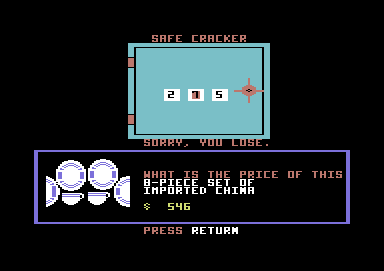 SAFE CRACKER
2 7 5
SORRY, YOU LOSE.
WHAT IS THE PRICE OF THIS
8-PIECE SET OF
IMPORTED CHINA
$ 546
PRESS RETURN